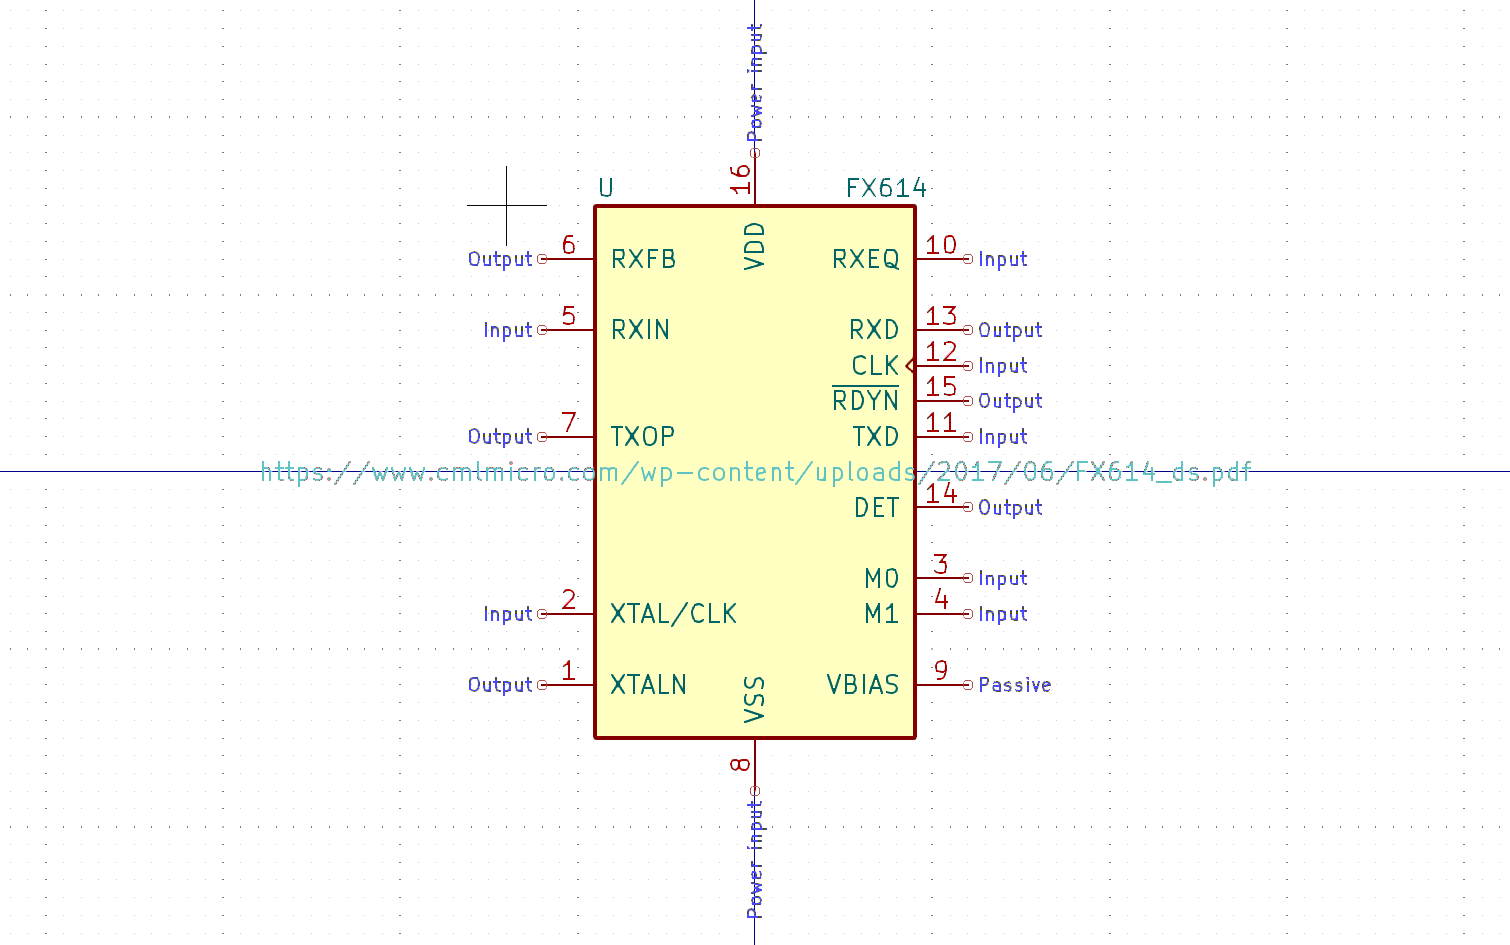 Power input
16
U FX614
VDD
Output 6 RXFB RXEQ 10 Input
Input 5 RXIN RXD 13 Output
CLK 12 Input
RDYN 15 Output
Output 7 TXOP TXD 11 Input
https://www.cmlmicro.com/wp-content/uploads/2017/06/FX614_ds.pdf
DET 14 Output
M0 3 Input
Input 2 XTAL/CLK M1 4 Input
Output 1 XTALN VBIAS 9 Passive
VSS
8
Power input